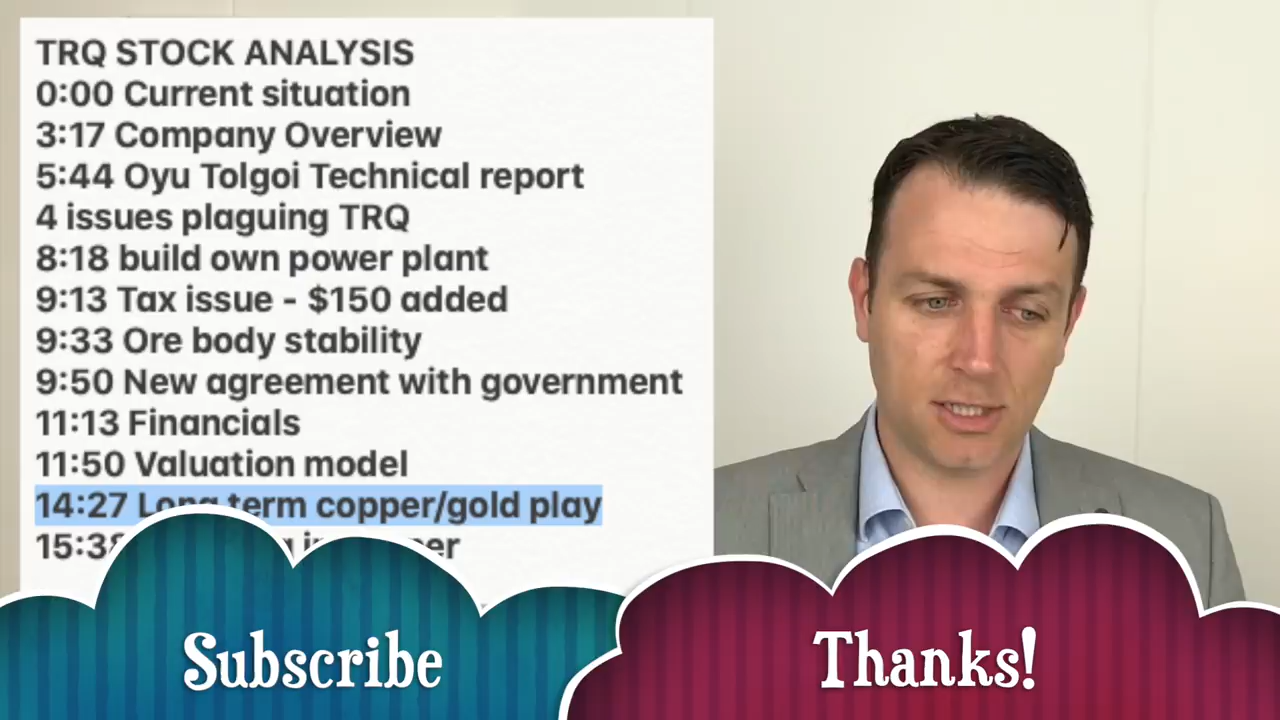 TRQ STOCK ANALYSIS
0:00 Current situation
3:17 Company Overview
5:44 Oyu Tolgoi Technical report
4 issues plaguing TRQ
8:18 build own power plant
9:13 Tax issue - $150 added
9:33 Ore body stability
9:50 New agreement with government
11:13 Financials
11:50 Valuation model
14:27 Long term copper/gold play
15:38
Subscribe
Thanks!